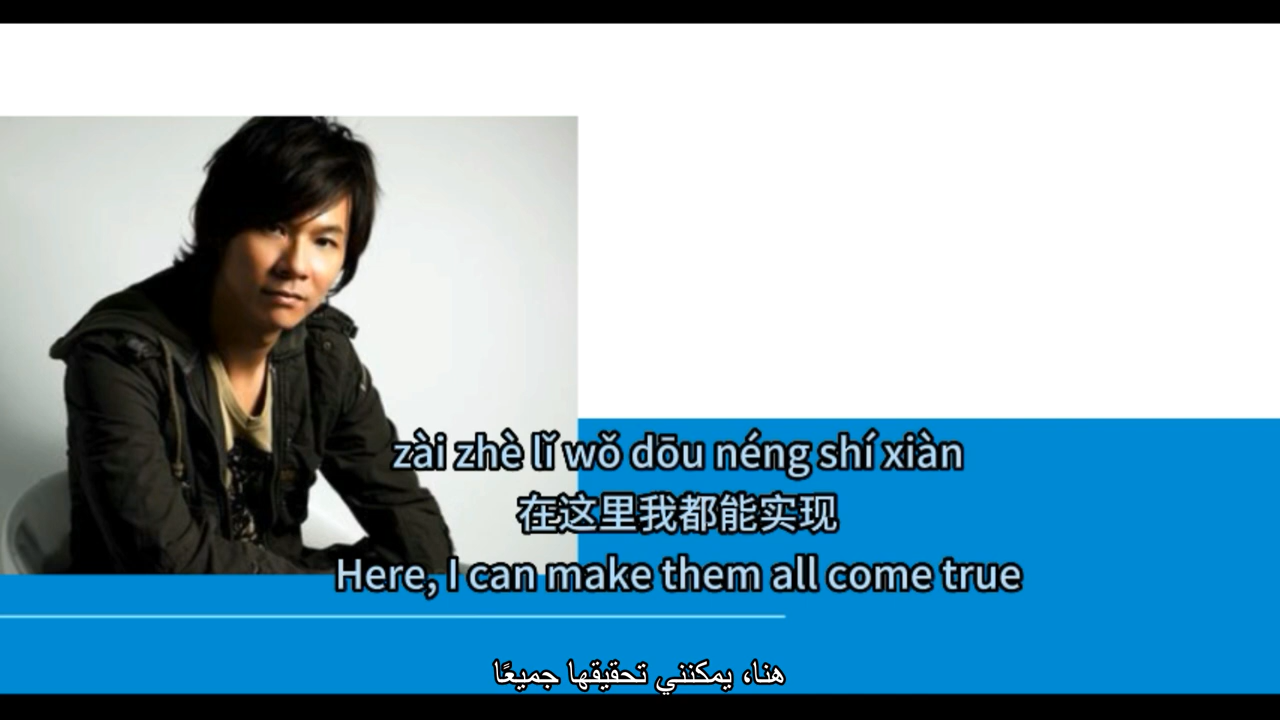 zài zhè lǐ wǒ dōu néng shí xiàn
在这里我都能实现
Here, I can make them all come true
هنا، يمكنني تحقيقها جميعًا